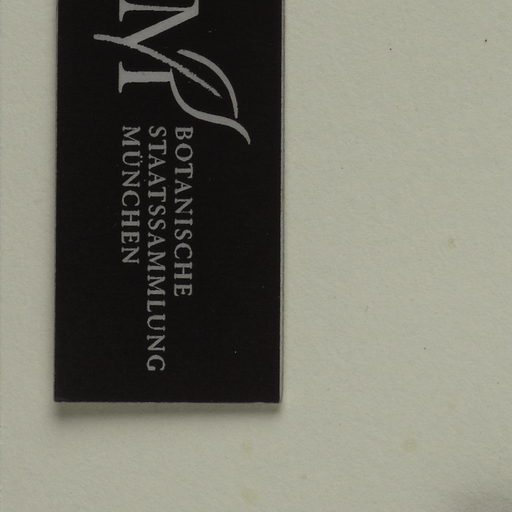 M
BOTANISCHE
STAATSSAMMLUNG
MÜNCHEN